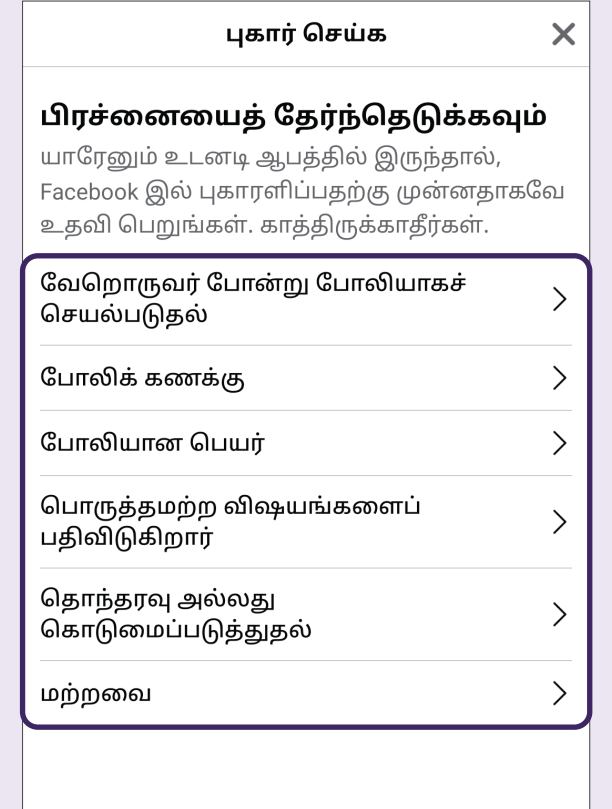 புகார் செய்க
பிரச்னையைத் தேர்ந்தெடுக்கவும்
யாரேனும் உடனடி ஆபத்தில் இருந்தால்,
Facebook இல் புகாரளிப்பதற்கு முன்னதாகவே
உதவி பெறுங்கள். காத்திருக்காதீர்கள்.
வேறொருவர் போன்று போலியாகச்
செயல்படுதல்
போலிக் கணக்கு
போலியான பெயர்
பொருத்தமற்ற விஷயங்களைப்
பதிவிடுகிறார்
தொந்தரவு அல்லது
கொடுமைப்படுத்துதல்
மற்றவை